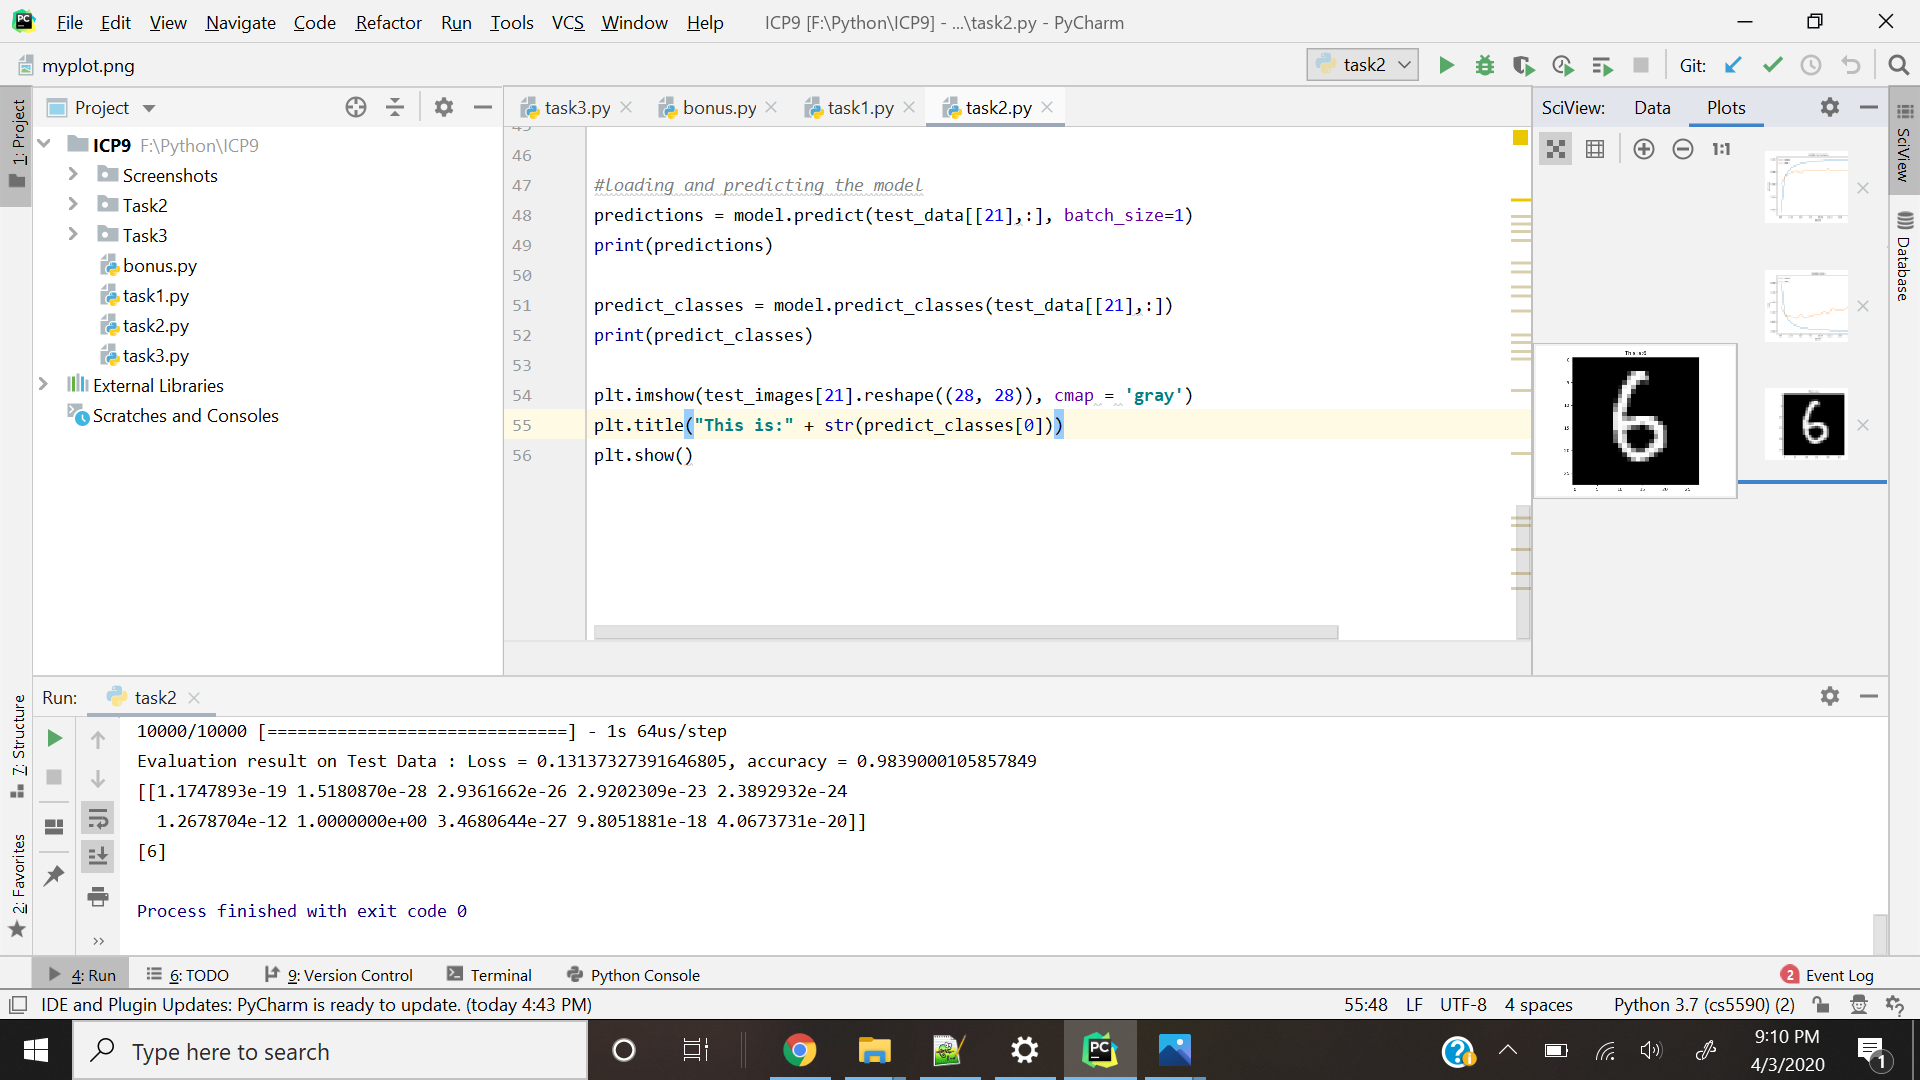 File Edit View Navigate Code Refactor Run Tools VCS Window Help ICP9 [F:\Python\ICP9] - ...\task2.py - PyCharm
myplot.png task2 Git:
1: Project
Project
task3.py bonus.py task1.py task2.py
SciView: Data Plots
ICP9 F:\Python\ICP9
Screenshots
Task2
Task3
bonus.py
task1.py
task2.py
task3.py
External Libraries
Scratches and Consoles
45
46
47 #loading and predicting the model
48 predictions = model.predict(test_data[[21],:], batch_size=1)
49 print(predictions)
50
51 predict_classes = model.predict_classes(test_data[[21],:])
52 print(predict_classes)
53
54 plt.imshow(test_images[21].reshape((28, 28)), cmap = 'gray')
55 plt.title("This is:" + str(predict_classes[0]))
56 plt.show()
1:1
This is:6
6
6
SciView
Database
Run: task2
7: Structure
2: Favorites
10000/10000 [==============================] - 1s 64us/step
Evaluation result on Test Data : Loss = 0.13137327391646805, accuracy = 0.9839000105857849
[[1.1747893e-19 1.5180870e-28 2.9361662e-26 2.9202309e-23 2.3892932e-24
1.2678704e-12 1.0000000e+00 3.4680644e-27 9.8051881e-18 4.0673731e-20]]
[6]
Process finished with exit code 0
4: Run 6: TODO 9: Version Control Terminal Python Console 2 Event Log
IDE and Plugin Updates: PyCharm is ready to update. (today 4:43 PM) 55:48 LF UTF-8 4 spaces Python 3.7 (cs5590) (2)
Type here to search
PC
9:10 PM
4/3/2020
1